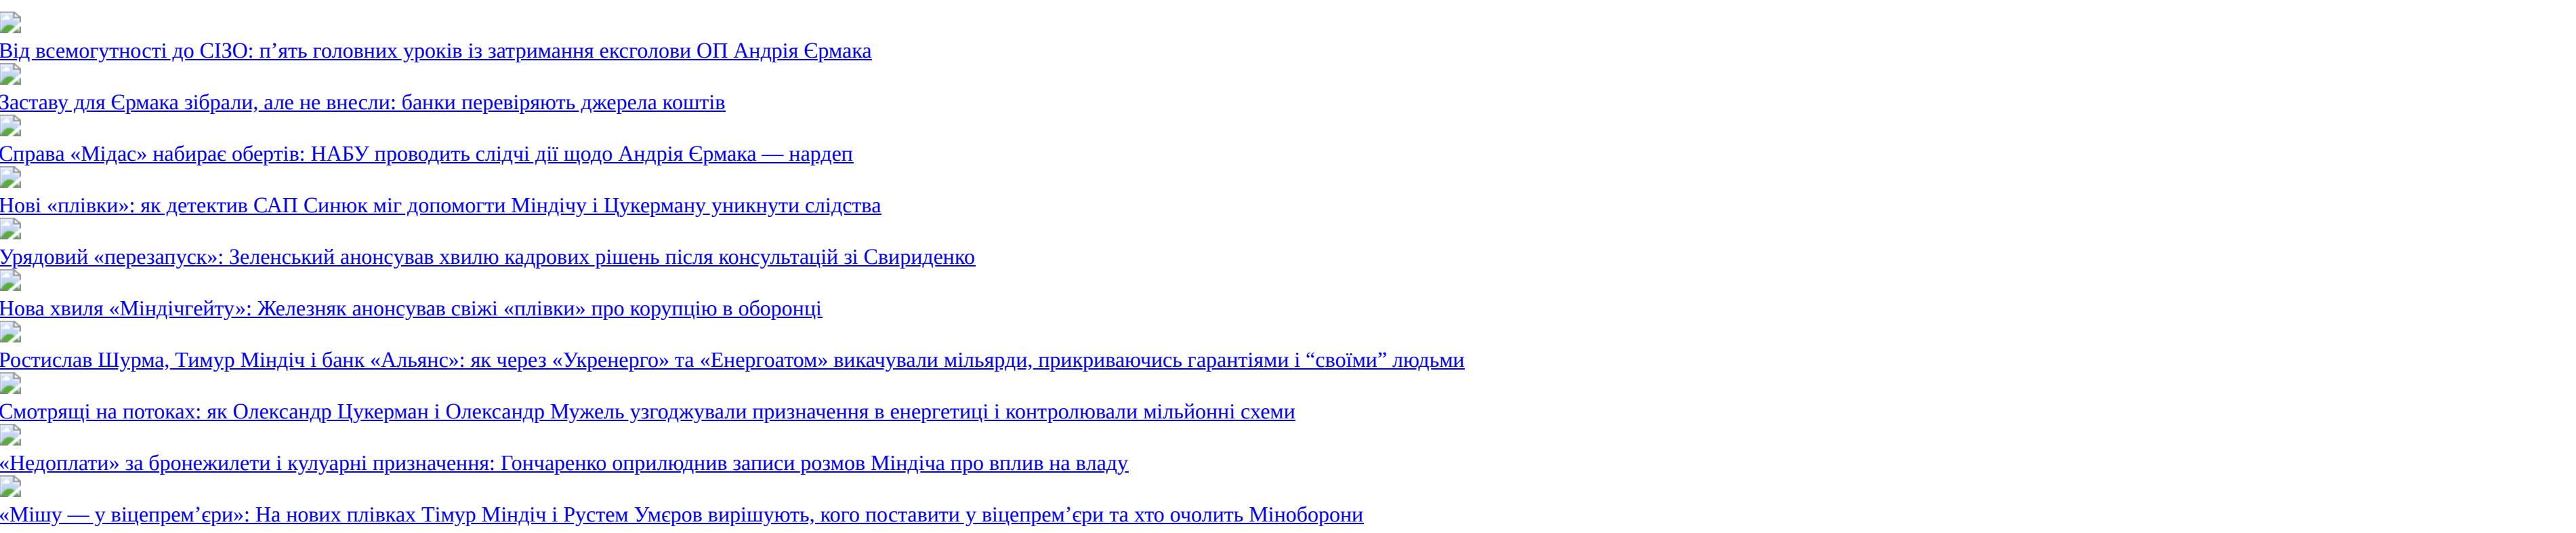 Від всемогутності до СІЗО: п’ять головних уроків із затримання ексголови ОП Андрія Єрмака
Заставу для Єрмака зібрали, але не внесли: банки перевіряють джерела коштів
Справа «Мідас» набирає обертів: НАБУ проводить слідчі дії щодо Андрія Єрмака — нардеп
Нові «плівки»: як детектив САП Синюк міг допомогти Міндічу і Цукерману уникнути слідства
Урядовий «перезапуск»: Зеленський анонсував хвилю кадрових рішень після консультацій зі Свириденко
Нова хвиля «Міндічгейту»: Железняк анонсував свіжі «плівки» про корупцію в оборонці
Ростислав Шурма, Тимур Міндіч і банк «Альянс»: як через «Укренерго» та «Енергоатом» викачували мільярди, прикриваючись гарантіями і “своїми” людьми
Смотрящі на потоках: як Олександр Цукерман і Олександр Мужель узгоджували призначення в енергетиці і контролювали мільйонні схеми
«Недоплати» за бронежилети і кулуарні призначення: Гончаренко оприлюднив записи розмов Міндіча про вплив на владу
«Мішу — у віцепрем’єри»: На нових плівках Тімур Міндіч і Рустем Умєров вирішують, кого поставити у віцепрем’єри та хто очолить Міноборони